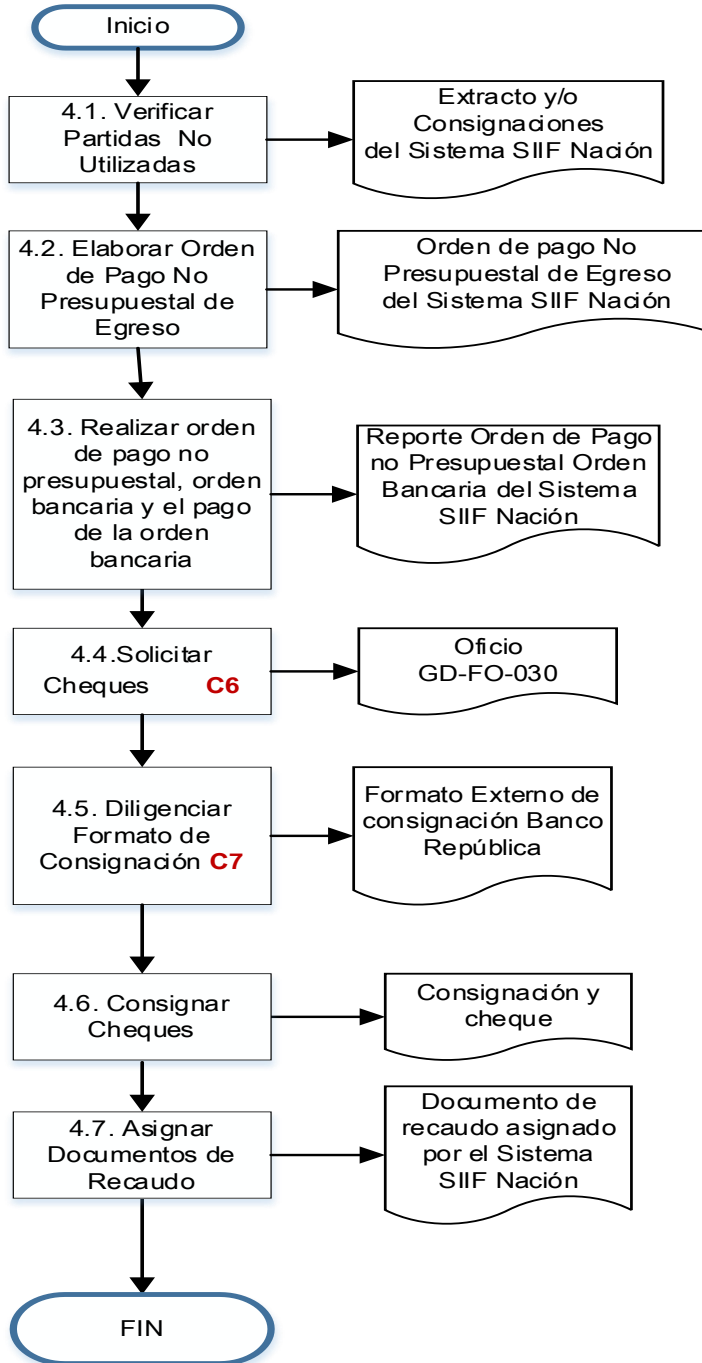 Inicio
4.1. Verificar
Partidas No
Utilizadas
Extracto y/o
Consignaciones
del Sistema SIIF Nación
4.2. Elaborar Orden
de Pago No
Presupuestal de
Egreso
Orden de pago No
Presupuestal de Egreso
del Sistema SIIF Nación
4.3. Realizar orden
de pago no
presupuestal, orden
bancaria y el pago
de la orden
bancaria
Reporte Orden de Pago
no Presupuestal Orden
Bancaria del Sistema
SIIF Nación
4.4.Solicitar
Cheques C6
Oficio
GD-FO-030
4.5. Diligenciar
Formato de
Consignación C7
Formato Externo de
consignación Banco
República
4.6. Consignar
Cheques
Consignación y
cheque
4.7. Asignar
Documentos de
Recaudo
Documento de
recaudo asignado
por el Sistema
SIIF Nación
FIN